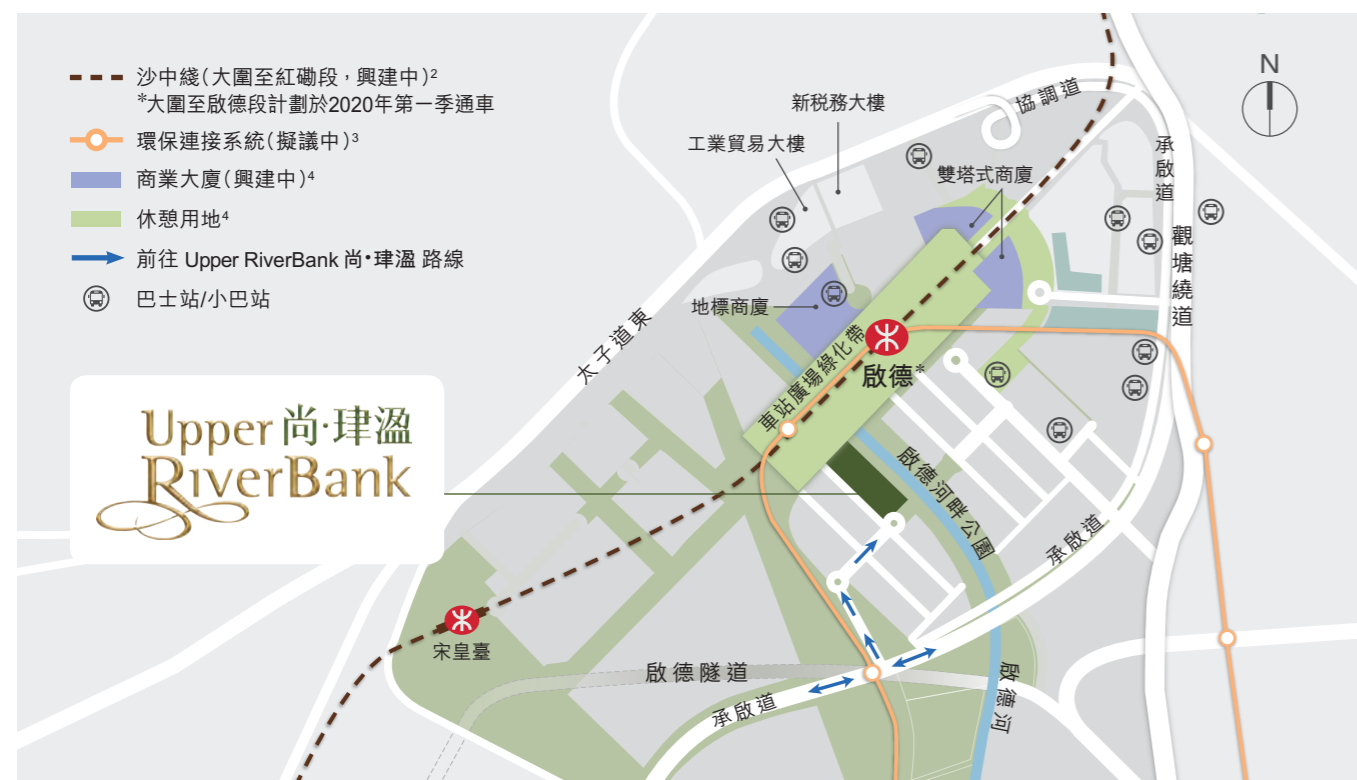 沙中綫(大圍至紅磡段，興建中)²
*大圍至啟德段計劃於2020年第一季通車
環保連接系統(擬議中)³
商業大廈(興建中)⁴
休憩用地⁴
前往 Upper RiverBank 尚•珒溋 路線
巴士站/小巴站
N
協調道
新稅務大樓
工業貿易大樓
承啟道
雙塔式商廈
觀塘繞道
地標商廈
太子道東
車站廣場綠化帶
啟德*
Upper 尚·珒溋
RiverBank
啟德河畔公園
承啟道
宋皇臺
啟德隧道
啟德河
承啟道